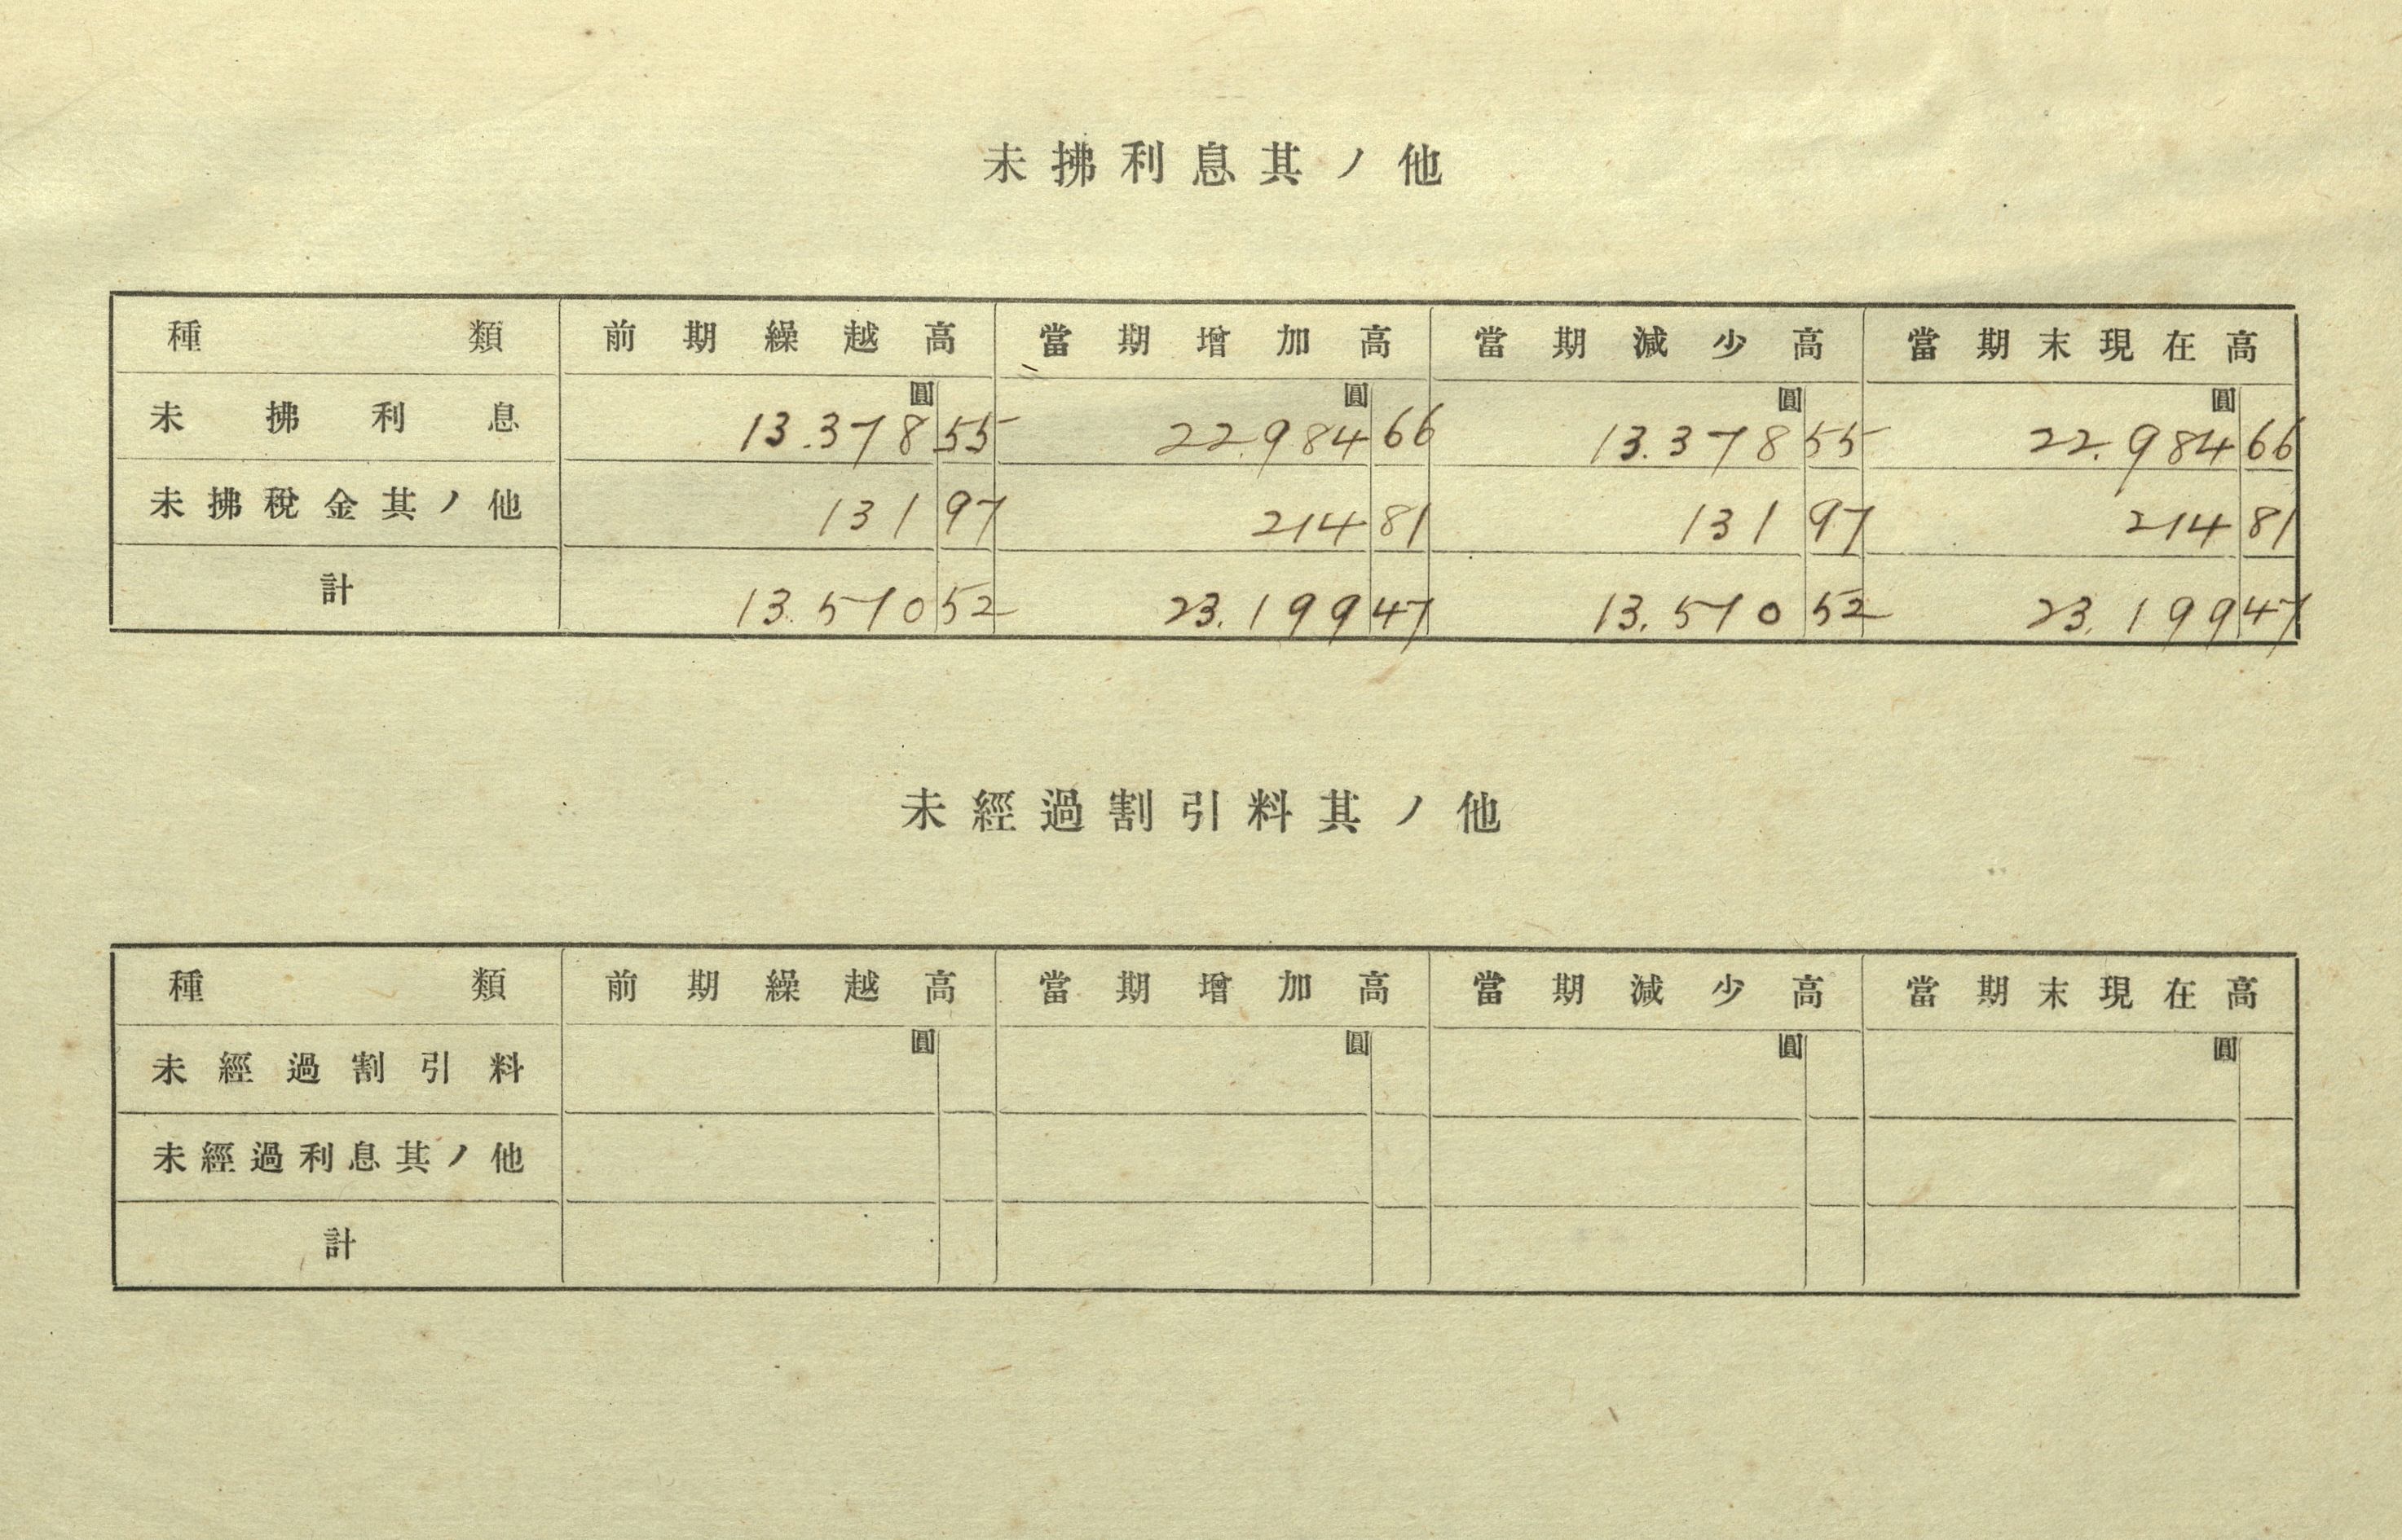 未拂利息其ノ他
種類 前期繰越高 當期增加高 當期減少高 當期末現在高
圓 圓 圓 圓
未拂利息 13.378 55 22.984 66 13.378 55 22.984 66
未拂稅金其ノ他 131 97 214 81 131 97 214 81
計 13.510 52 23.199 47 13.510 52 23.199 47
未經過割引料其ノ他
種類 前期繰越高 當期增加高 當期減少高 當期末現在高
圓 圓 圓 圓
未經過割引料
未經過利息其ノ他
計